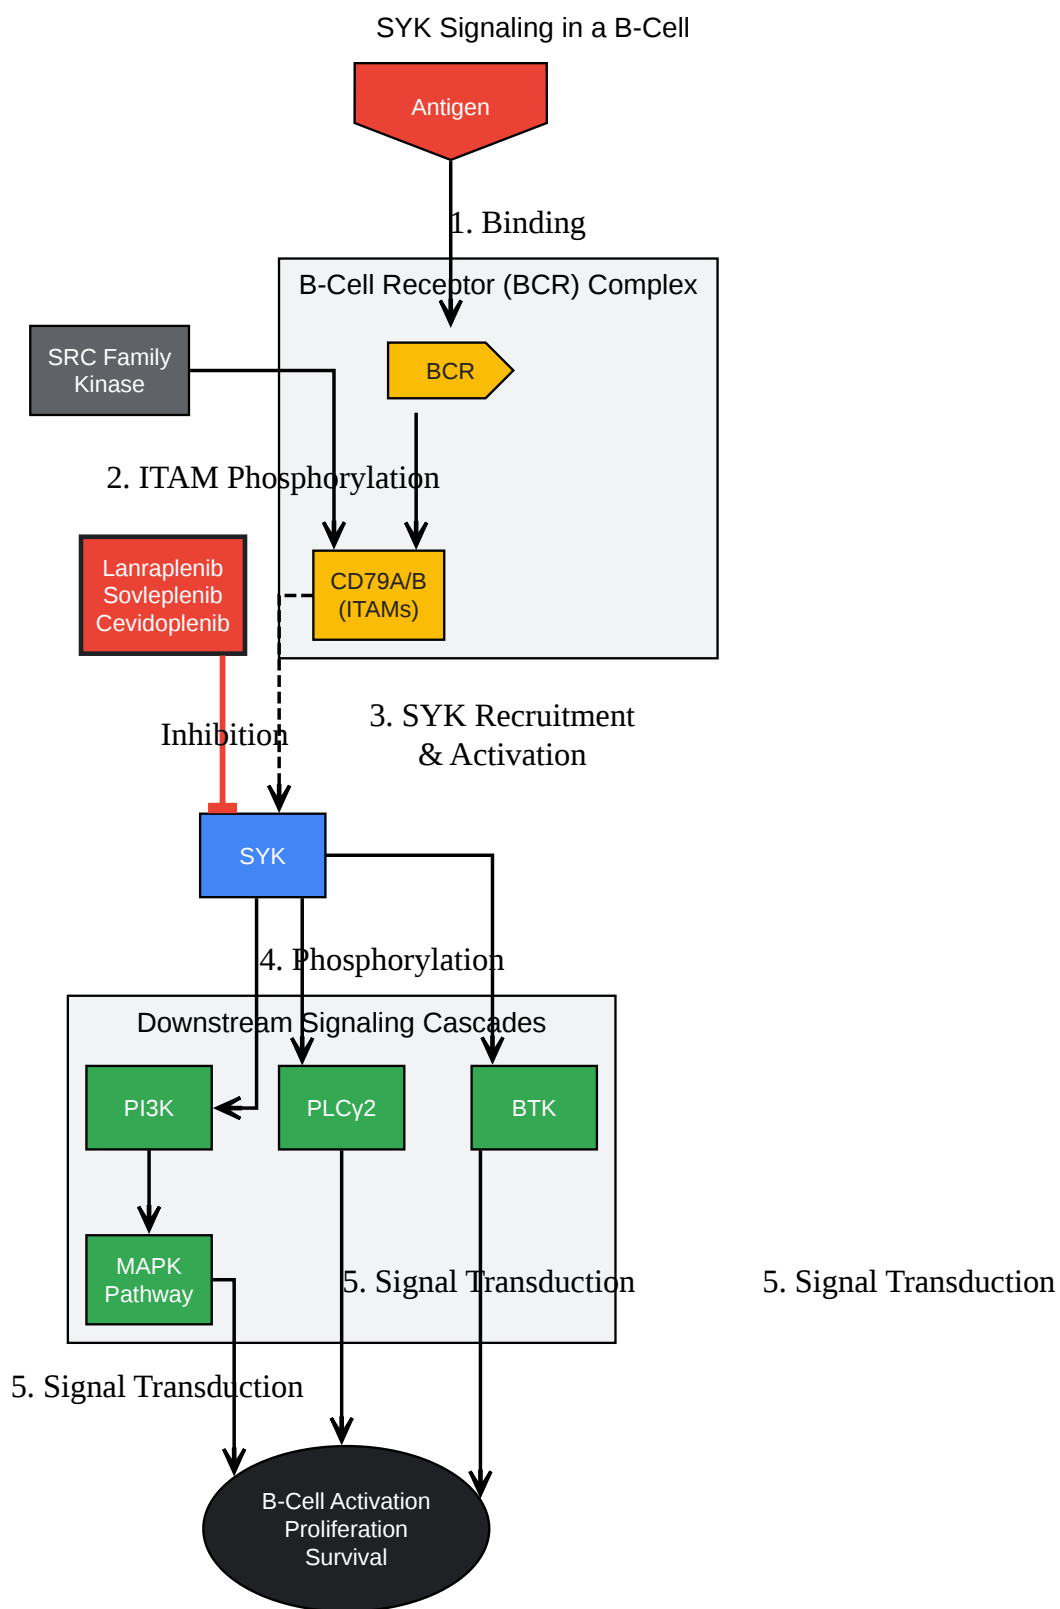 SYK Signaling in a B-Cell
Antigen
1. Binding
B-Cell Receptor (BCR) Complex
SRC Family
Kinase
BCR
2. ITAM Phosphorylation
Lanraplenib
Sovleplenib
Cevidoplenib
CD79A/B
(ITAMs)
Inhibition
3. SYK Recruitment
& Activation
SYK
4. Phosphorylation
Downstream Signaling Cascades
PI3K
PLCγ2
BTK
MAPK
Pathway
5. Signal Transduction
5. Signal Transduction
5. Signal Transduction
B-Cell Activation
Proliferation
Survival